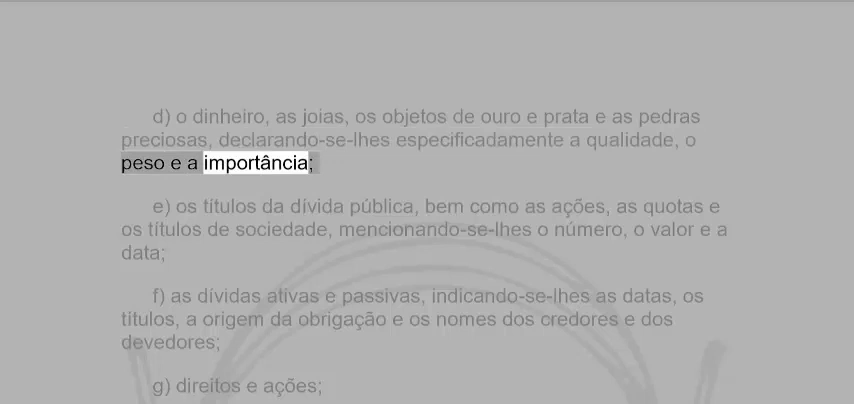 d) o dinheiro, as joias, os objetos de ouro e prata e as pedras
preciosas, declarando-se-lhes especificadamente a qualidade, o
peso e a importância;
e) os títulos da dívida pública, bem como as ações, as quotas e
os títulos de sociedade, mencionando-se-lhes o número, o valor e a
data;
f) as dívidas ativas e passivas, indicando-se-lhes as datas, os
títulos, a origem da obrigação e os nomes dos credores e dos
devedores;
g) direitos e ações;